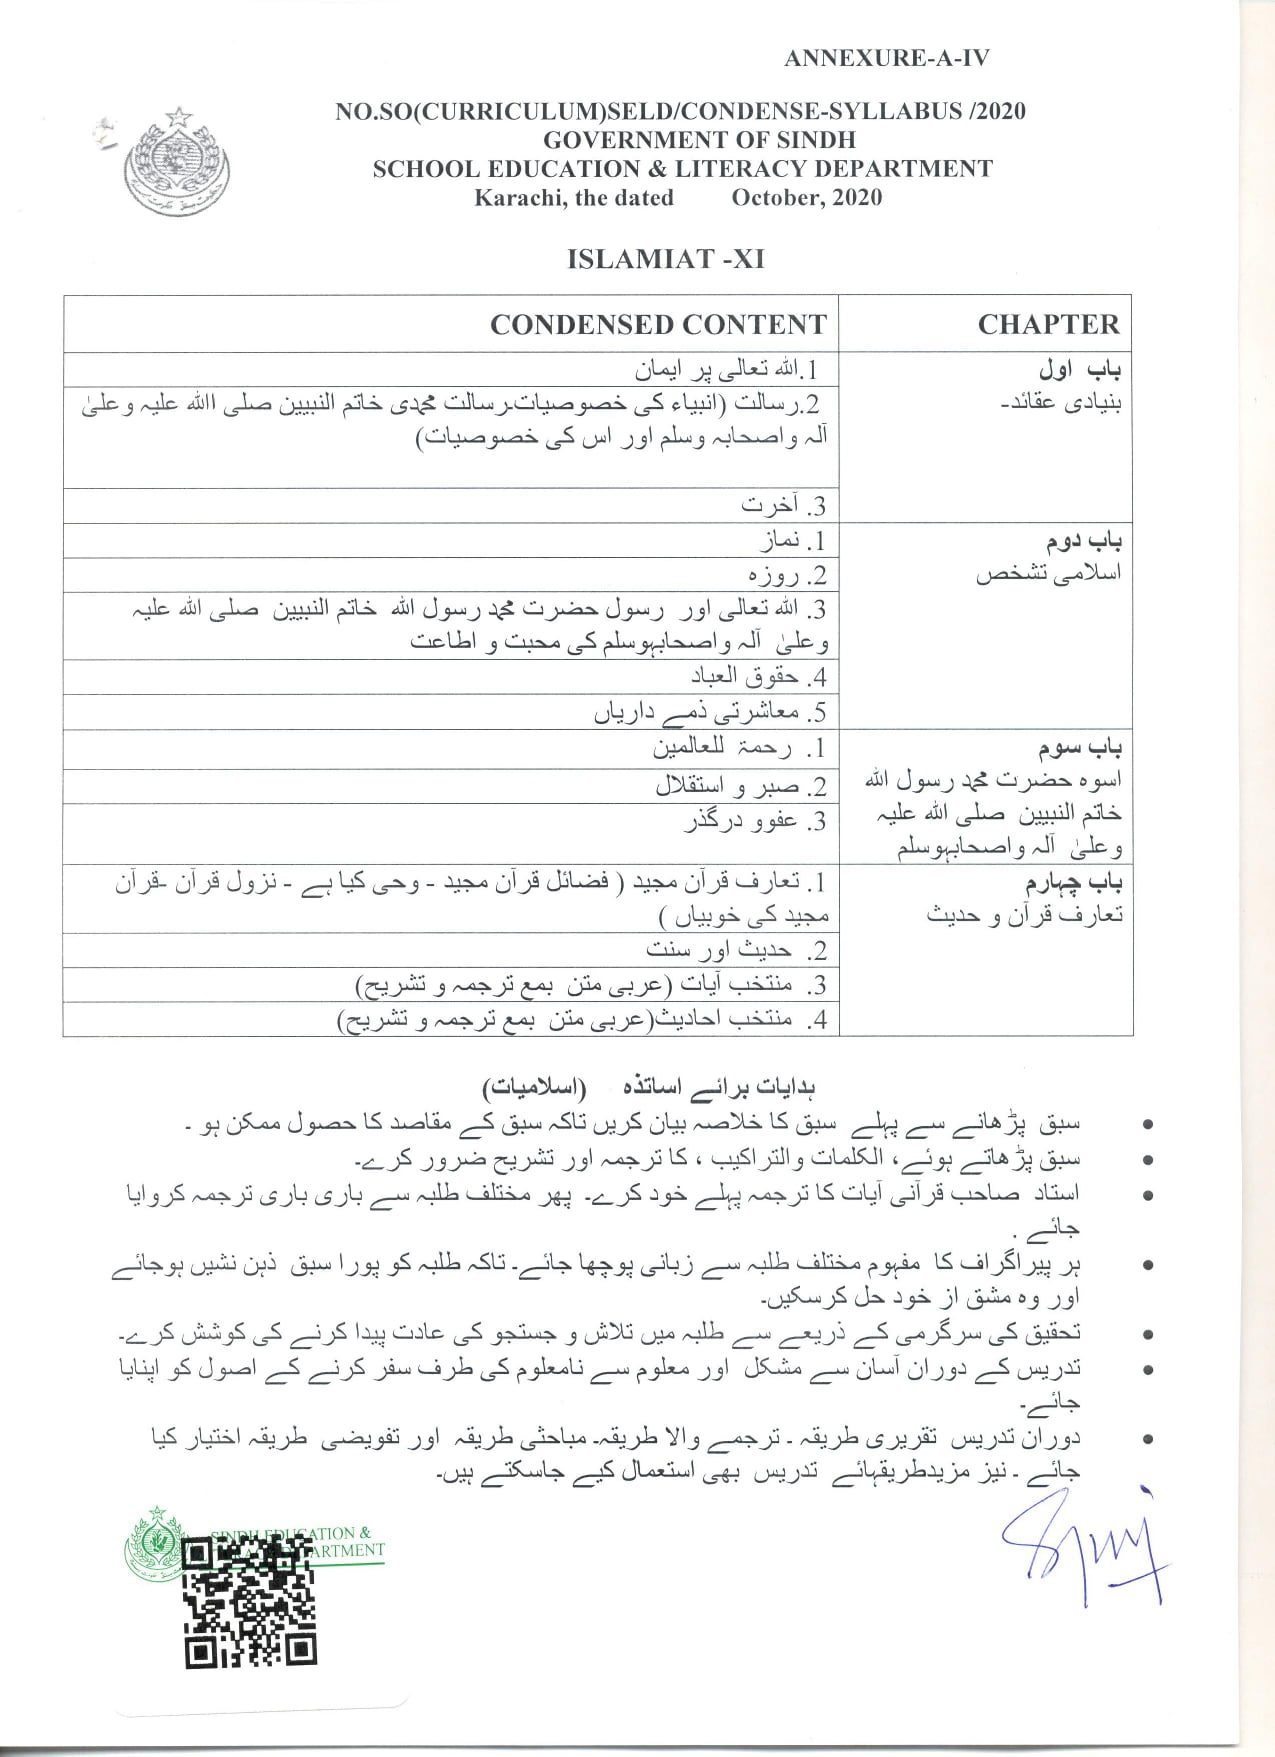 ANNEXURE-A-IV
NO.SO(CURRICULUM)SELD/CONDENSE-SYLLABUS /2020
GOVERNMENT OF SINDH
SCHOOL EDUCATION & LITERACY DEPARTMENT
Karachi, the dated October, 2020
ISLAMIAT -XI
CHAPTER
CONDENSED CONTENT
باب اول
بنیادی عقائد۔
1.اللہ تعالی پر ایمان
2.رسالت (انبیاء کی خصوصیات۔رسالت محمدی خاتم النبیین صلی االلہ علیہ وعلیٰ
آلہ واصحابہ وسلم اور اس کی خصوصیات)
3. آخرت
باب دوم
اسلامی تشخص
1. نماز
2. روزہ
3. اللہ تعالی اور رسول حضرت محمد رسول اللہ خاتم النبیین صلی اللہ علیہ
وعلیٰ آلہ واصحابہوسلم کی محبت و اطاعت
4. حقوق العباد
5. معاشرتی ذمے داریاں
باب سوم
اسوہ حضرت محمد رسول اللہ
خاتم النبیین صلی اللہ علیہ
وعلیٰ آلہ واصحابہوسلم
1. رحمۃ للعالمین
2. صبر و استقلال
3. عفوو درگذر
باب چہارم
تعارف قرآن و حدیث
1. تعارف قرآن مجید ( فضائل قرآن مجید - وحی کیا ہے - نزول قرآن -قرآن
مجید کی خوبیاں )
2. حدیث اور سنت
3. منتخب آیات (عربی متن بمع ترجمہ و تشریح)
4. منتخب احادیث(عربی متن بمع ترجمہ و تشریح)
ہدایات برائے اساتذہ (اسلامیات)
• سبق پڑھانے سے پہلے سبق کا خلاصہ بیان کریں تاکہ سبق کے مقاصد کا حصول ممکن ہو ۔
• سبق پڑھاتے ہوئے، الکلمات والتراکیب ، کا ترجمہ اور تشریح ضرور کرے۔
• استاد صاحب قرآنی آیات کا ترجمہ پہلے خود کرے۔ پھر مختلف طلبہ سے باری باری ترجمہ کروایا
جائے .
• ہر پیراگراف کا مفہوم مختلف طلبہ سے زبانی پوچھا جائے۔ تاکہ طلبہ کو پورا سبق ذہن نشیں ہوجائے
اور وہ مشق از خود حل کرسکیں۔
• تحقیق کی سرگرمی کے ذریعے سے طلبہ میں تلاش و جستجو کی عادت پیدا کرنے کی کوشش کرے۔
• تدریس کے دوران آسان سے مشکل اور معلوم سے نامعلوم کی طرف سفر کرنے کے اصول کو اپنایا
جائے۔
• دوران تدریس تقریری طریقہ ۔ ترجمے والا طریقہ۔ مباحثی طریقہ اور تفویضی طریقہ اختیار کیا
جائے ۔ نیز مزیدطریقہائے تدریس بھی استعمال کیے جاسکتے ہیں۔
SINDH EDUCATION &